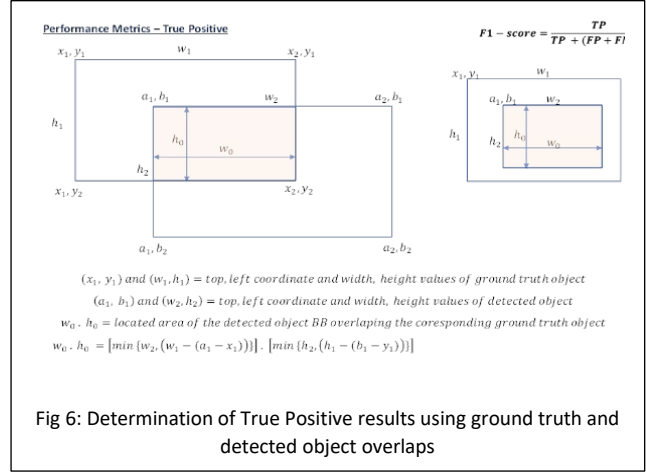 Performance Metrics – True Positive
F1 − score = TP
TP + (FP + F
x₁, y₁
w₁
x₂, y₁
a₁, b₁
w₂
a₂, b₁
h₁
h₀
w₀
h₂
x₁, y₂
x₂, y₂
a₁, b₂
a₂, b₂
x₁, y₁
w₁
a₁, b₁
w₂
h₁
h₂
h₀
w₀
(x₁, y₁) and (w₁, h₁) = top, left coordinate and width, height values of ground truth object
(a₁, b₁) and (w₂, h₂) = top, left coordinate and width, height values of detected object
w₀ . h₀ = located area of the detected object BB overlaping the coresponding ground truth object
w₀ . h₀ = [min {w₂, (w₁ − (a₁ − x₁))}] . [min {h₂, (h₁ − (b₁ − y₁))}]
Fig 6: Determination of True Positive results using ground truth and
detected object overlaps